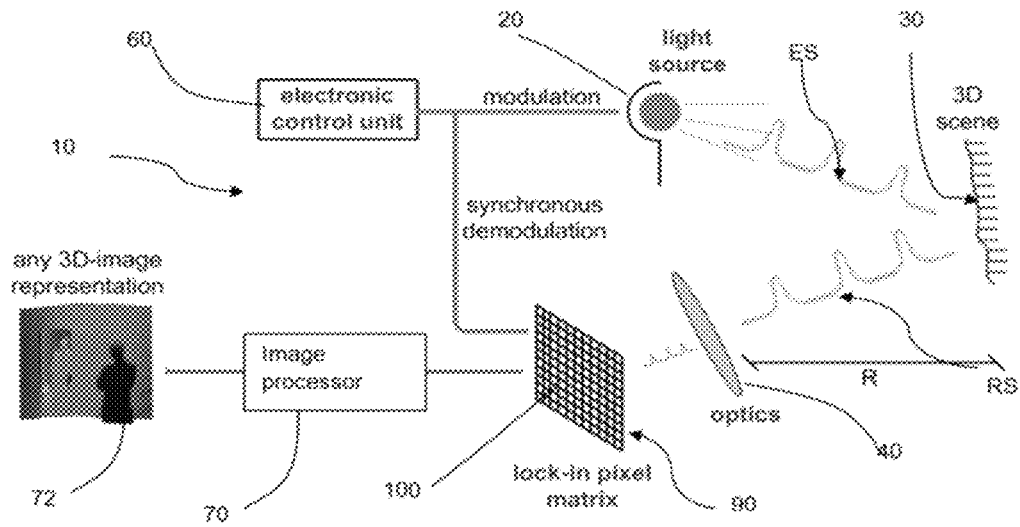 20
30
60
light
source
ES
electronic
control unit
modulation
3D
scene
10
synchronous
demodulation
any 3D-image
representation
Image
processor
R
RS
optics
40
72
70
100
lock-in pixel
matrix
90